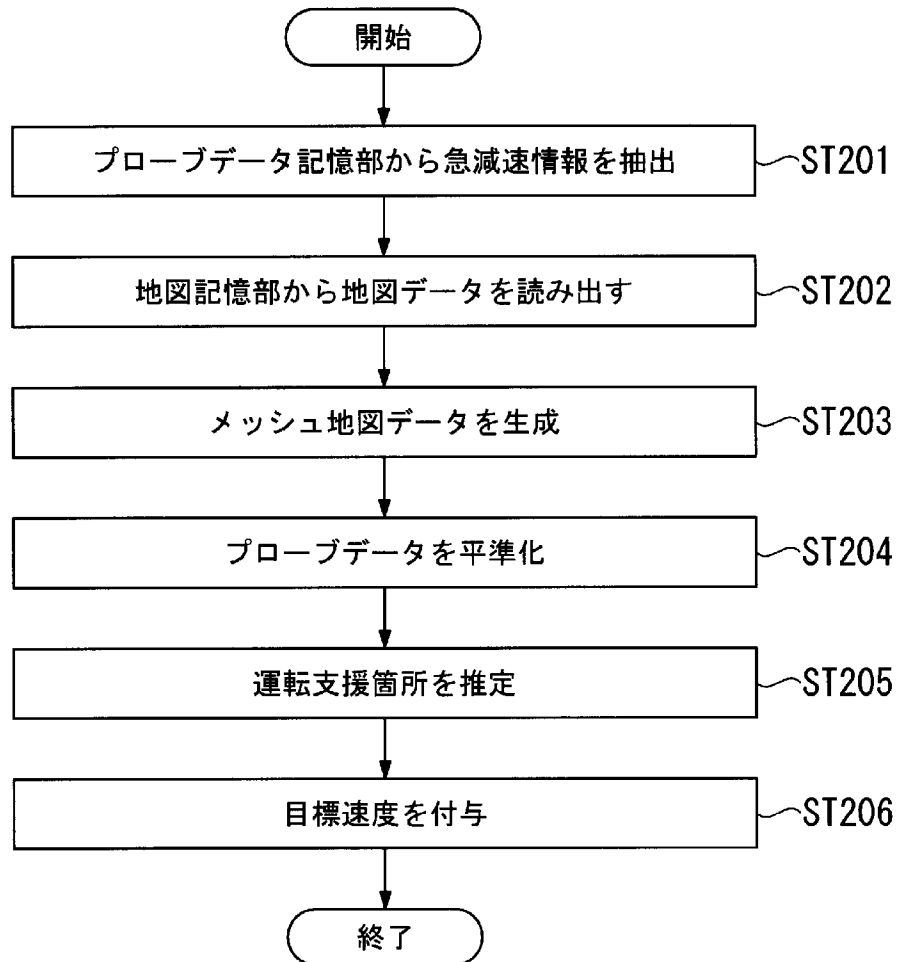 開始
プローブデータ記憶部から急減速情報を抽出
ST201
地図記憶部から地図データを読み出す
ST202
メッシュ地図データを生成
ST203
プローブデータを平準化
ST204
運転支援箇所を推定
ST205
目標速度を付与
ST206
終了